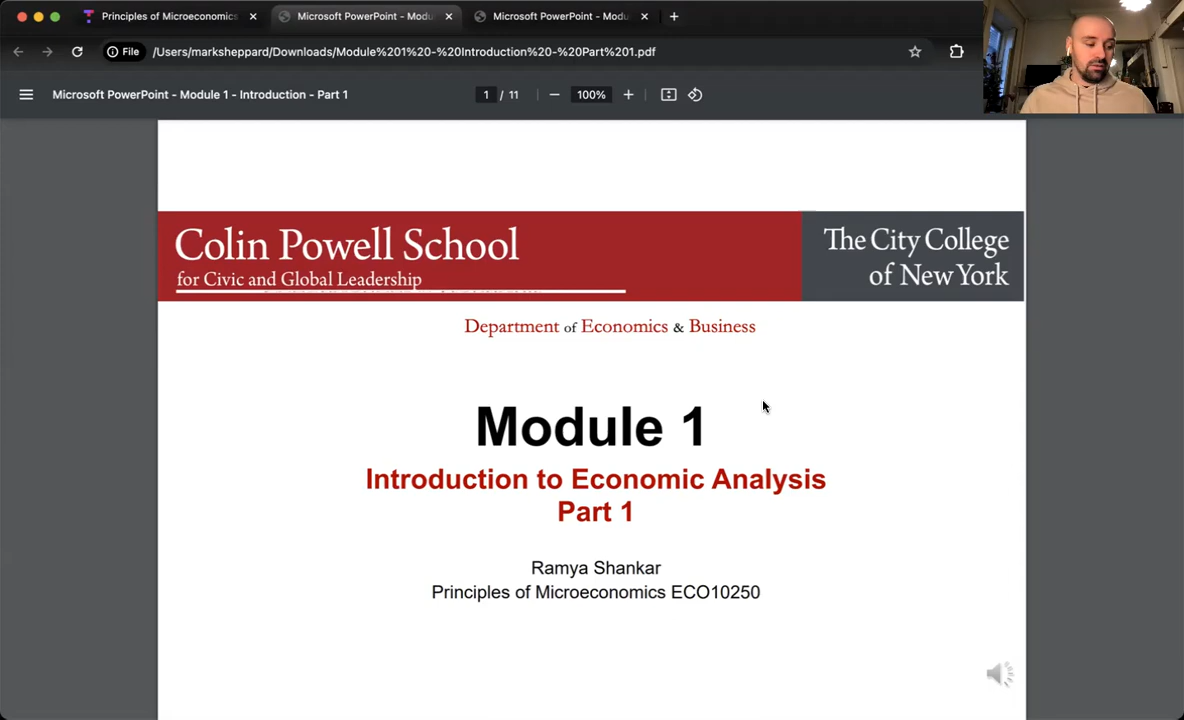 Principles of Microeconomics
Microsoft PowerPoint - Modu
Microsoft PowerPoint - Modu
File
/Users/marksheppard/Downloads/Module%201%20-%20Introduction%20-%20Part%201.pdf
Microsoft PowerPoint - Module 1 - Introduction - Part 1
1 / 11
100%
Colin Powell School
for Civic and Global Leadership
The City College
of New York
Department of Economics & Business
Module 1
Introduction to Economic Analysis
Part 1
Ramya Shankar
Principles of Microeconomics ECO10250